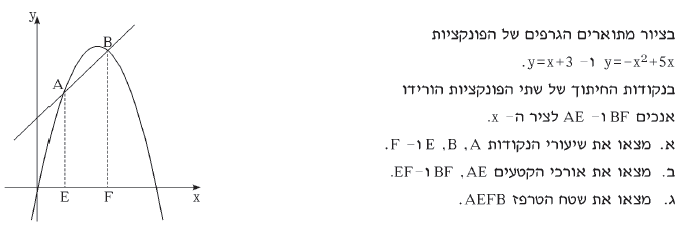 בציור מתוארים הגרפים של הפונקציות
y=-x²+5x ו- y=x+3.
בנקודות החיתוך של שתי הפונקציות הורידו
אנכים BF ו- AE לציר ה- x.
א. מצאו את שיעורי הנקודות A, B, E ו- F.
ב. מצאו את אורכי הקטעים AE, BF ו-EF.
ג. מצאו את שטח הטרפז AEFB.
y
B
A
E F x